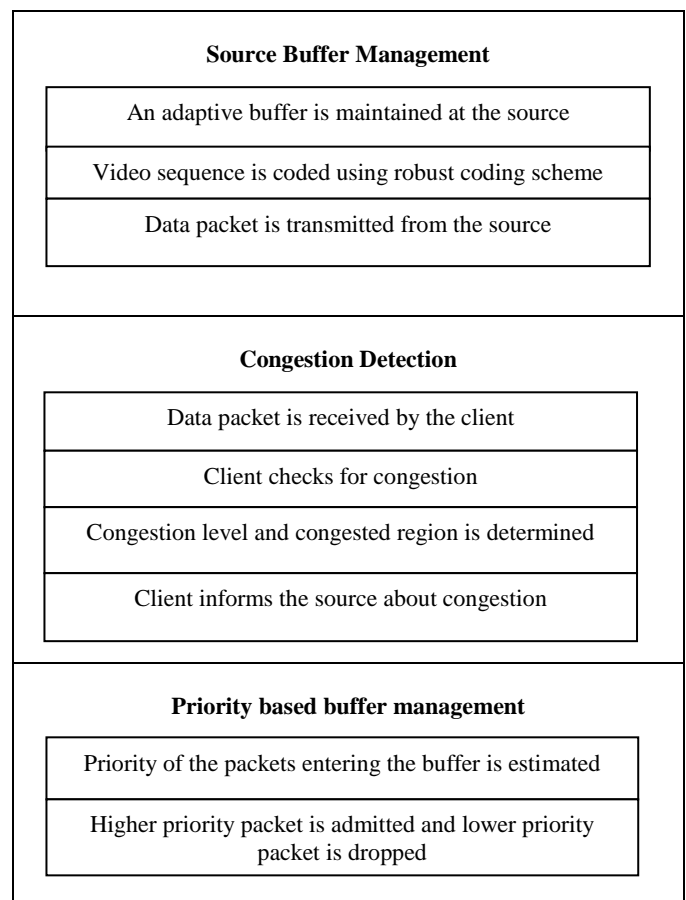 Source Buffer Management
An adaptive buffer is maintained at the source
Video sequence is coded using robust coding scheme
Data packet is transmitted from the source
Congestion Detection
Data packet is received by the client
Client checks for congestion
Congestion level and congested region is determined
Client informs the source about congestion
Priority based buffer management
Priority of the packets entering the buffer is estimated
Higher priority packet is admitted and lower priority
packet is dropped